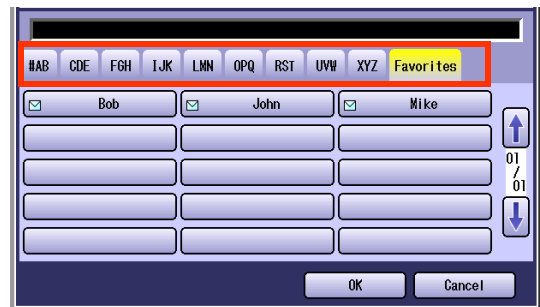 #AB CDE FGH IJK LMN OPQ RST UVW XYZ Favorites
Bob John Mike
01
/
01
OK Cancel